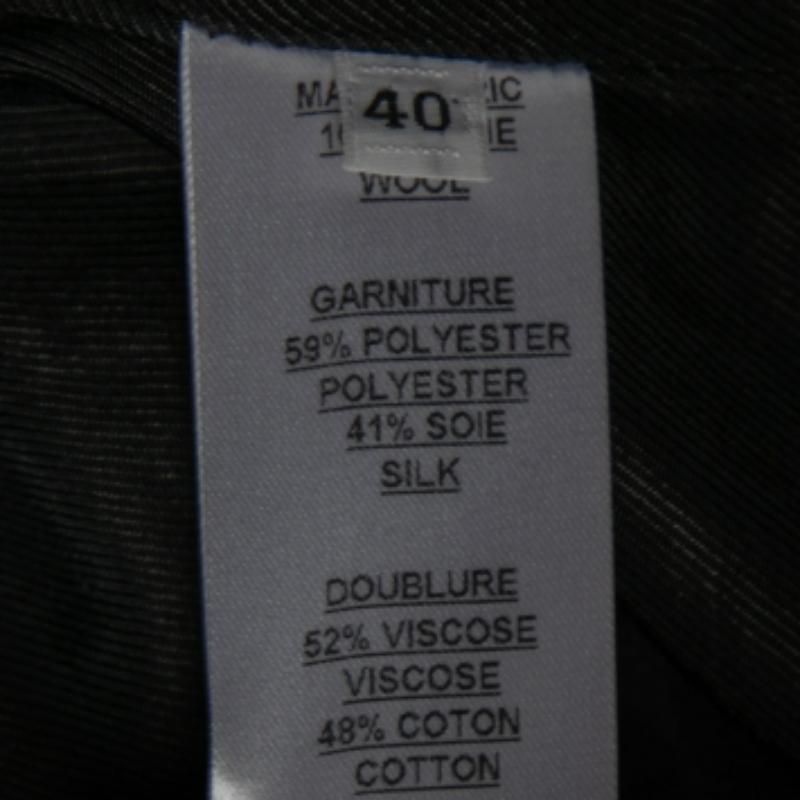 40
WOOL
GARNITURE
59% POLYESTER
POLYESTER
41% SOIE
SILK
DOUBLURE
52% VISCOSE
VISCOSE
48% COTON
COTTON